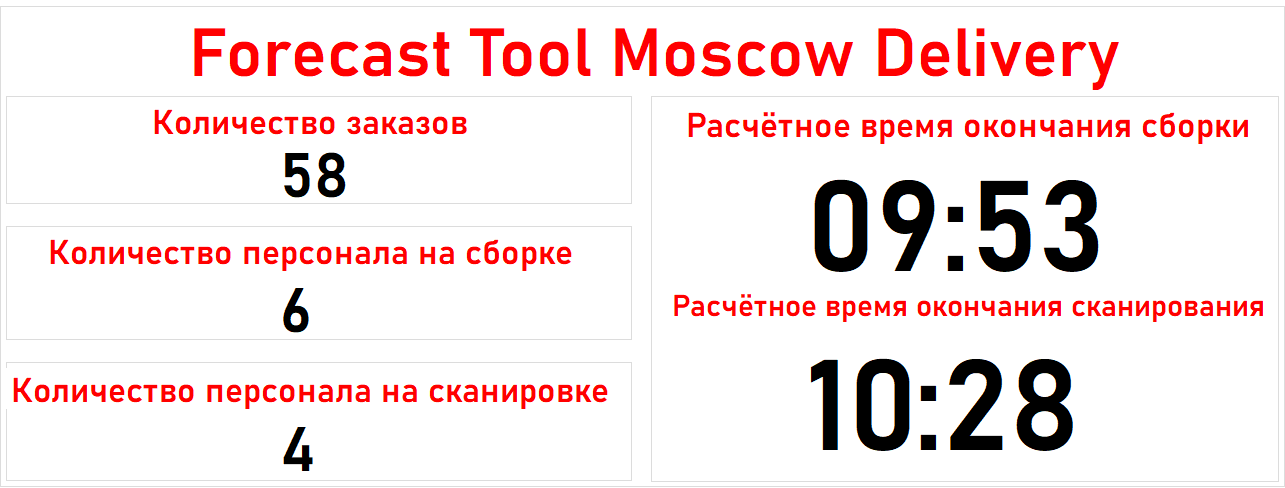 Forecast Tool Moscow Delivery
Количество заказов
58
Количество персонала на сборке
6
Количество персонала на сканировке
4
Расчётное время окончания сборки
09:53
Расчётное время окончания сканирования
10:28